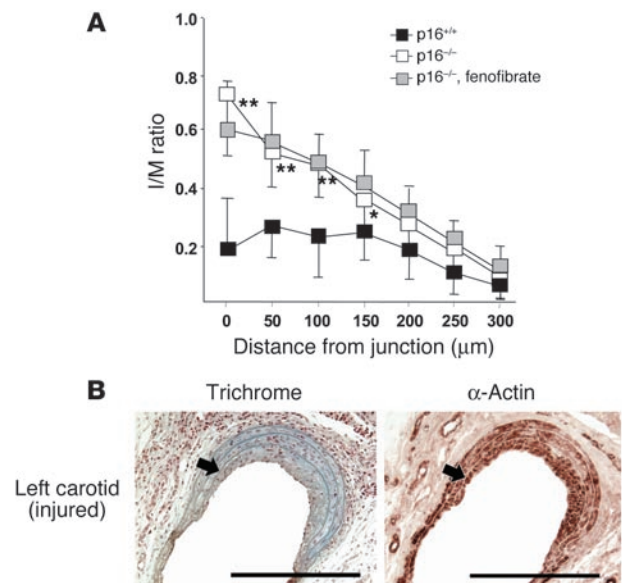 A
p16+/+
p16−/−
p16−/−, fenofibrate
I/M ratio
1.0
0.8
0.6
0.4
0.2
**
**
**
*
0 50 100 150 200 250 300
Distance from junction (μm)
B
Trichrome α-Actin
Left carotid
(injured)